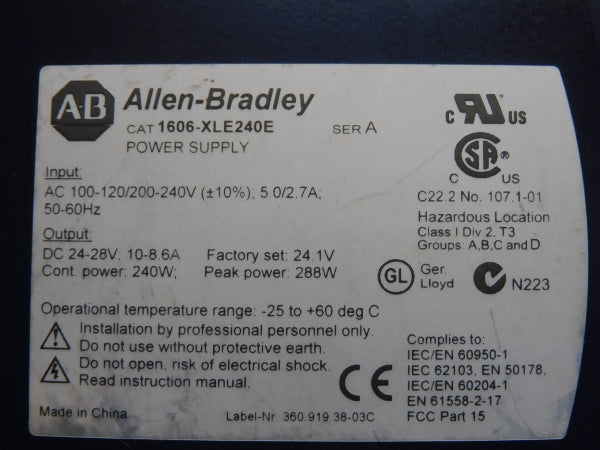 A-B Allen-Bradley
CAT 1606-XLE240E SER A
POWER SUPPLY
Input:
AC 100-120/200-240V (±10%); 5.0/2.7A;
50-60Hz
Output:
DC 24-28V; 10-8.6A Factory set: 24.1V
Cont. power: 240W; Peak power: 288W
Operational temperature range: -25 to +60 deg C
Installation by professional personnel only.
Do not use without protective earth.
Do not open, risk of electrical shock.
Read instruction manual.
Made in China
Label-Nr 360.919.38-03C
C RU US
C SA® US
C22.2 No. 107.1-01
Hazardous Location
Class I Div 2, T3
Groups: A,B,C and D
GL Ger. Lloyd N223
CE
Complies to:
IEC/EN 60950-1
IEC 62103, EN 50178,
IEC/EN 60204-1
EN 61558-2-17
FCC Part 15